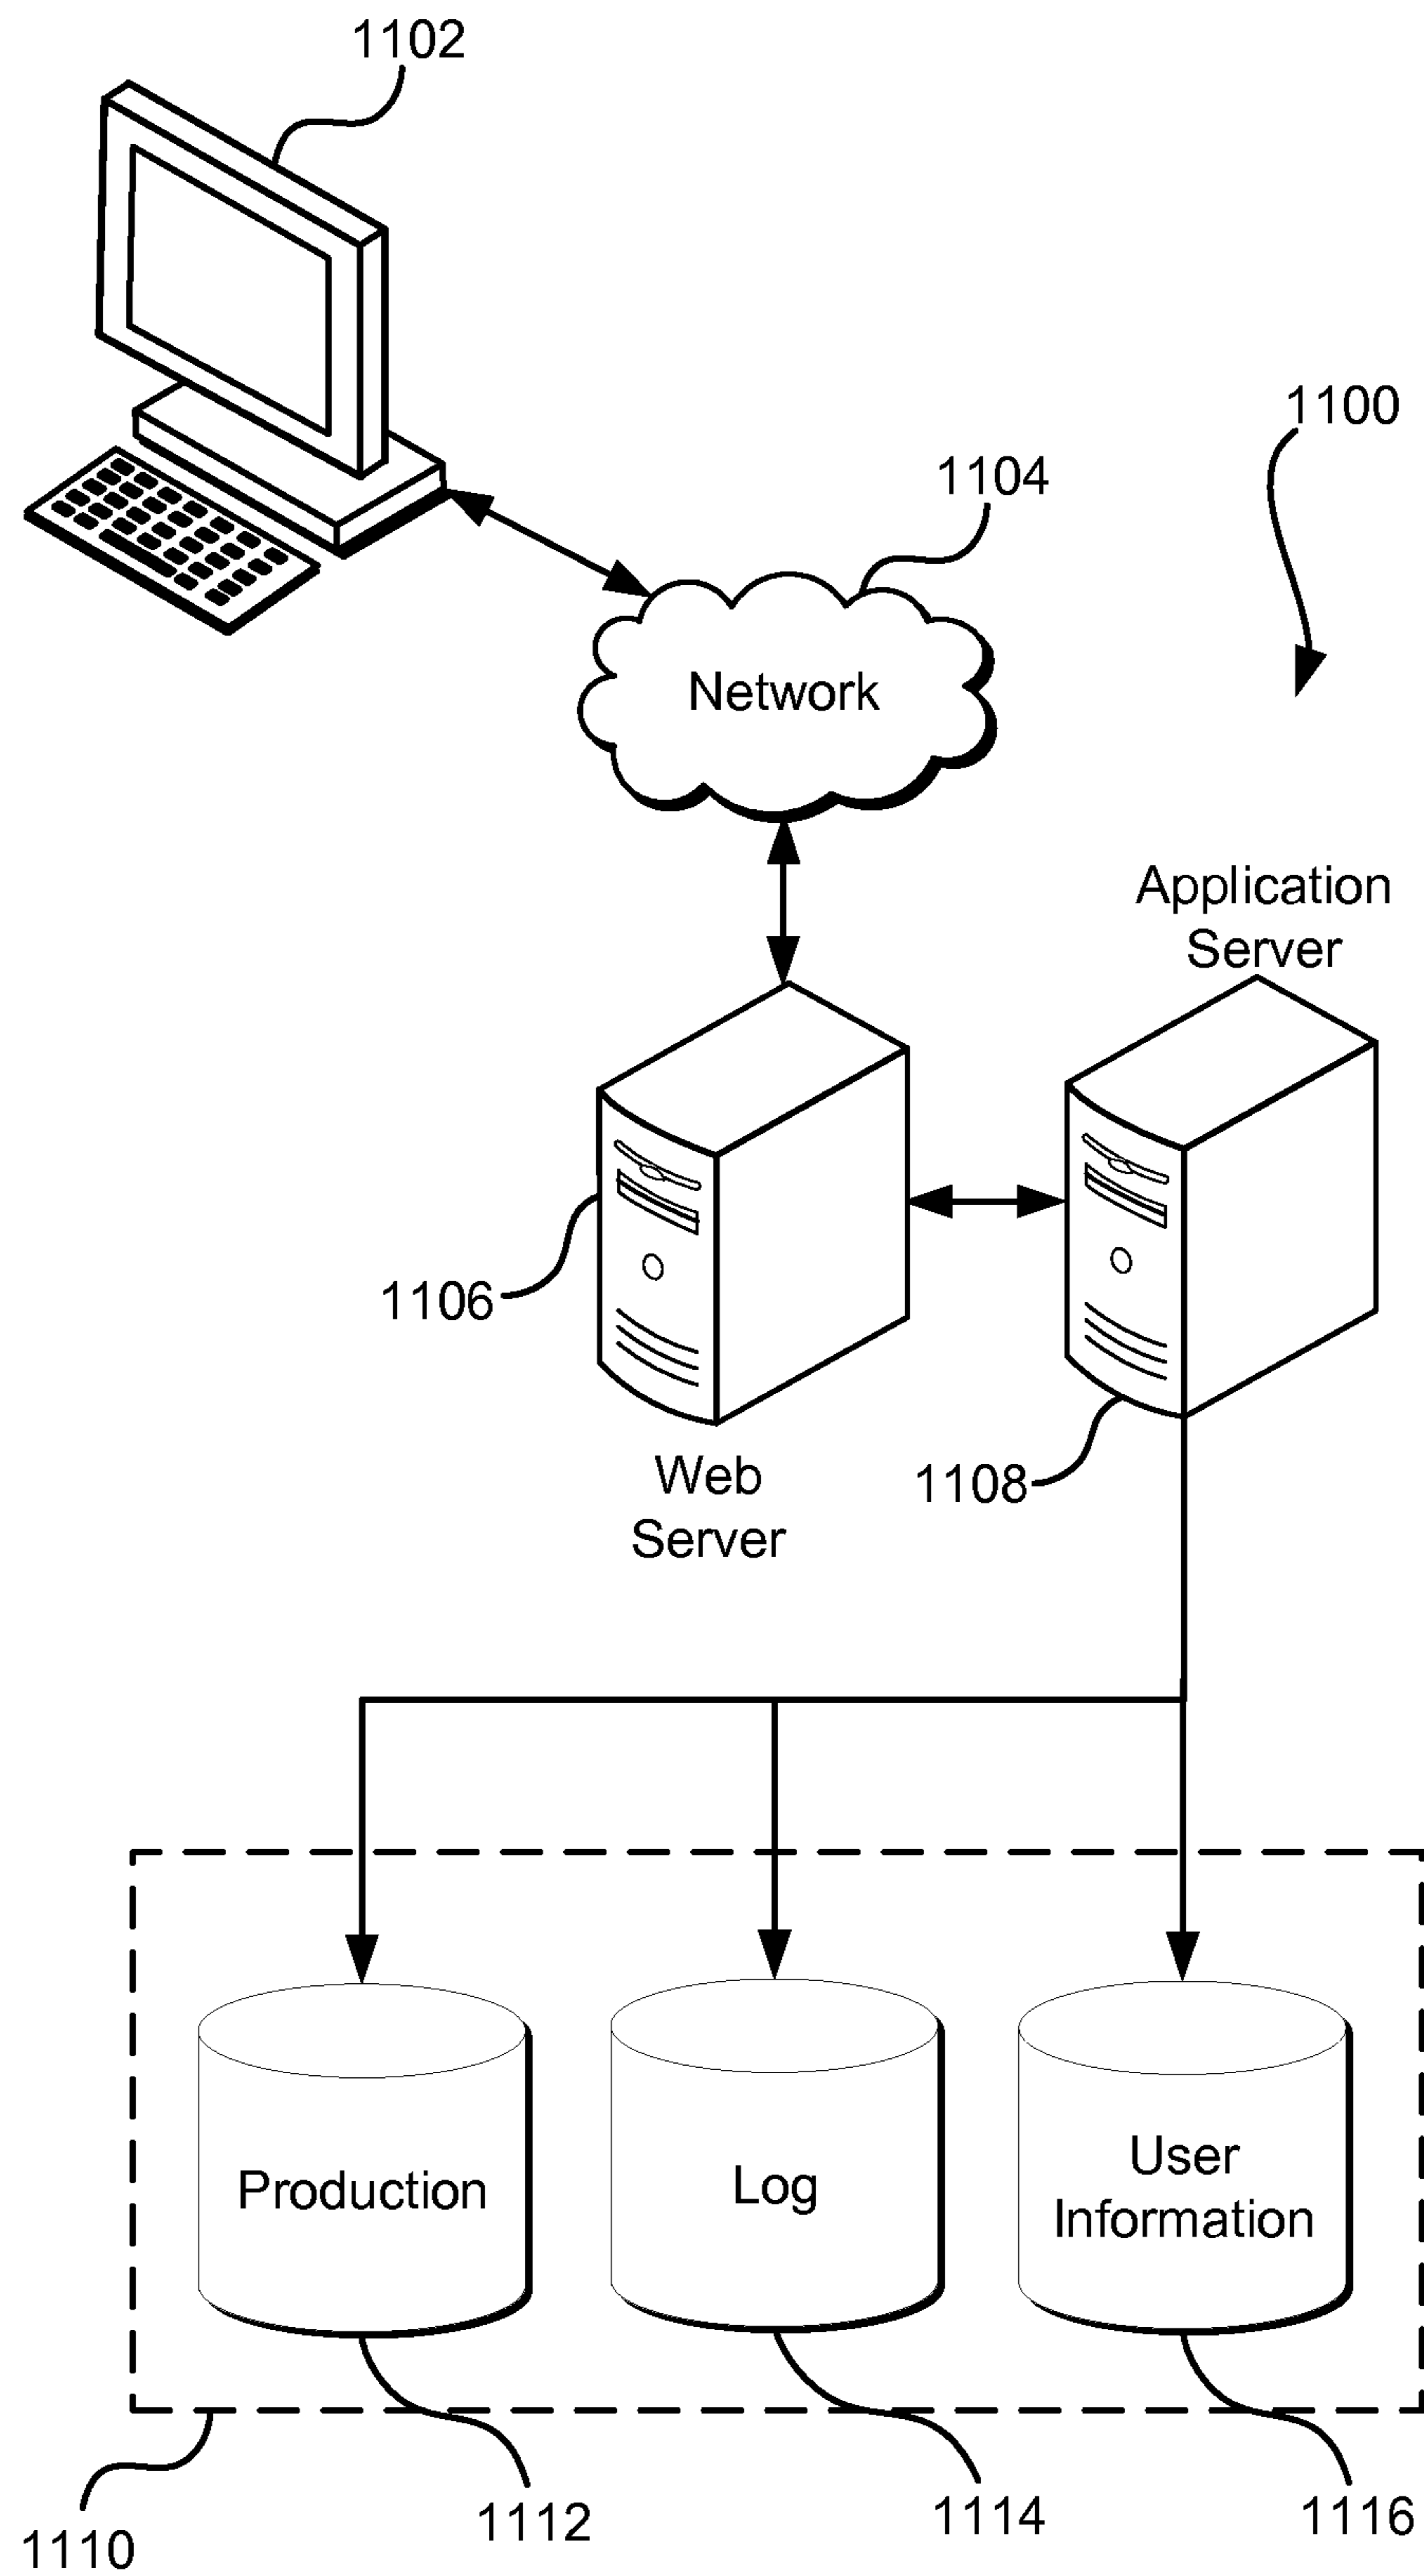 1102
1100
1104
Network
Application
Server
1106
Web
Server
1108
Production
Log
User
Information
1110
1112
1114
1116